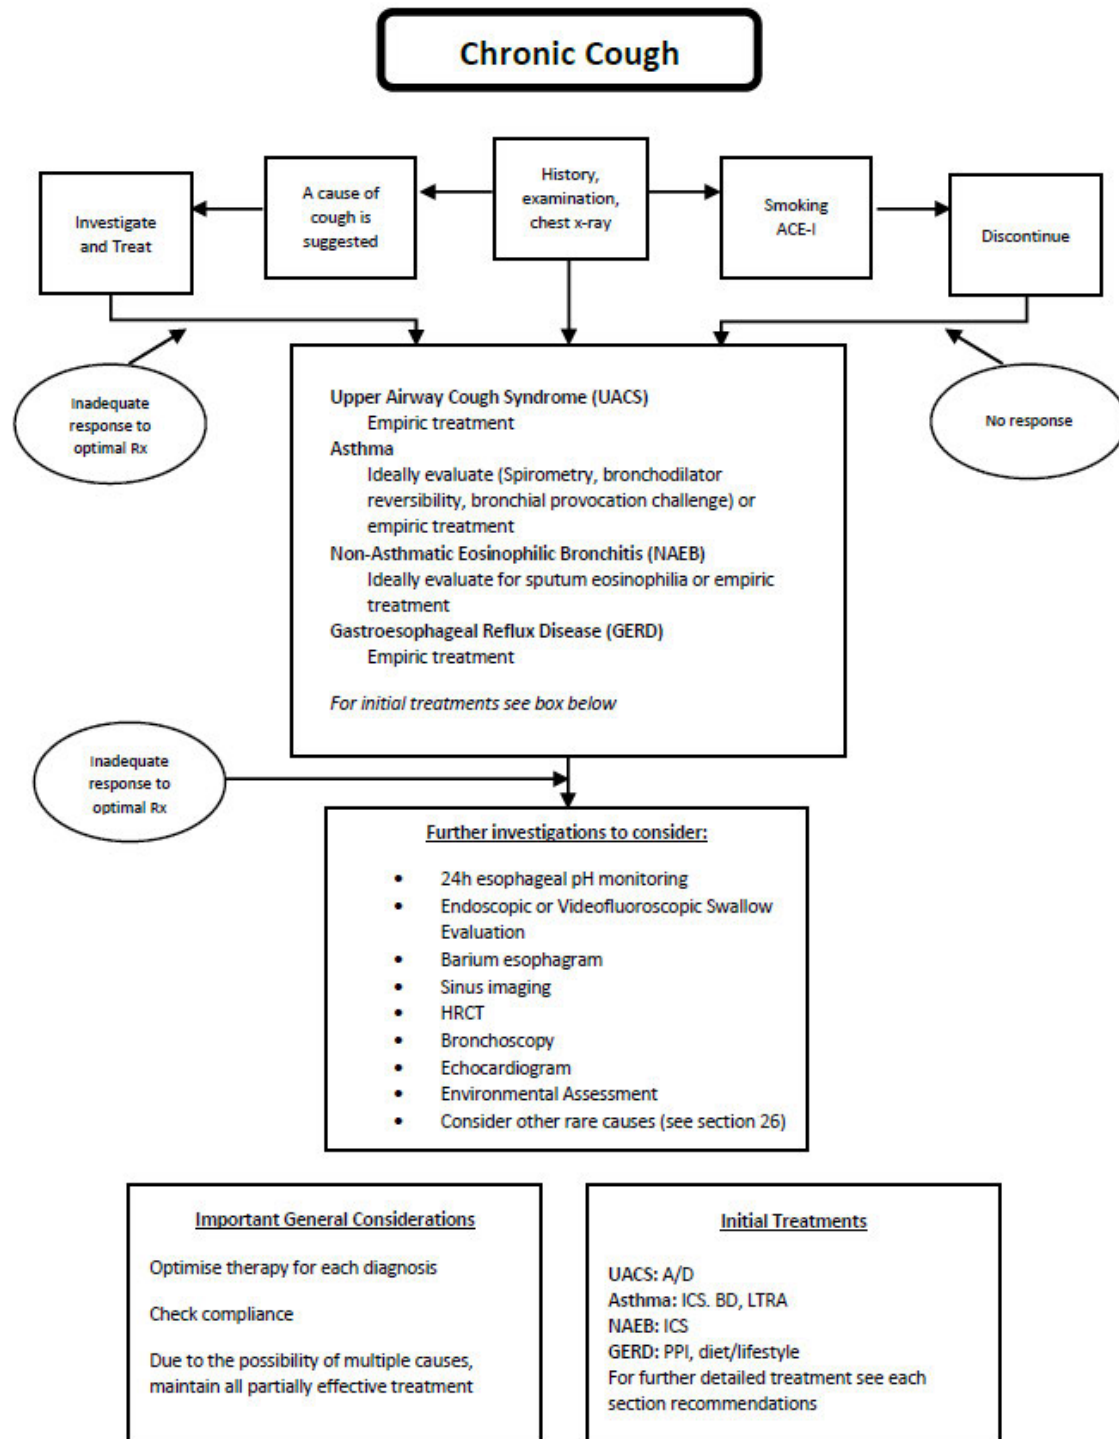 Chronic Cough
Investigate
and Treat
A cause of
cough is
suggested
History,
examination,
chest x-ray
Smoking
ACE-I
Discontinue
Inadequate
response to
optimal Rx
No response
Upper Airway Cough Syndrome (UACS)
Empiric treatment
Asthma
Ideally evaluate (Spirometry, bronchodilator
reversibility, bronchial provocation challenge) or
empiric treatment
Non-Asthmatic Eosinophilic Bronchitis (NAEB)
Ideally evaluate for sputum eosinophilia or empiric
treatment
Gastroesophageal Reflux Disease (GERD)
Empiric treatment
For initial treatments see box below
Inadequate
response to
optimal Rx
Further investigations to consider:
• 24h esophageal pH monitoring
• Endoscopic or Videofluoroscopic Swallow
Evaluation
• Barium esophagram
• Sinus imaging
• HRCT
• Bronchoscopy
• Echocardiogram
• Environmental Assessment
• Consider other rare causes (see section 26)
Important General Considerations
Optimise therapy for each diagnosis
Check compliance
Due to the possibility of multiple causes,
maintain all partially effective treatment
Initial Treatments
UACS: A/D
Asthma: ICS. BD, LTRA
NAEB: ICS
GERD: PPI, diet/lifestyle
For further detailed treatment see each
section recommendations